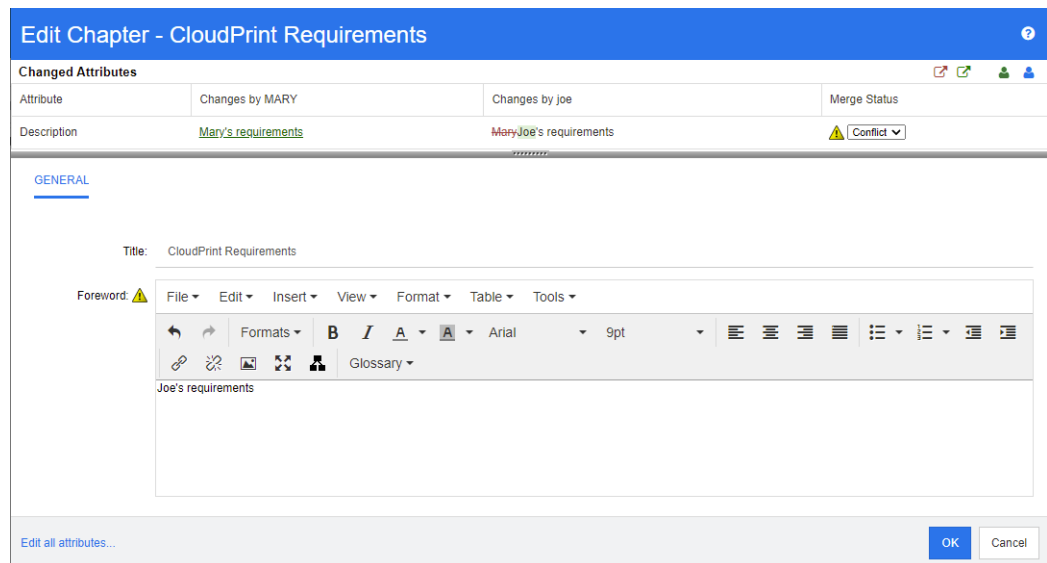 Edit Chapter - CloudPrint Requirements
Changed Attributes
Attribute Changes by MARY Changes by joe Merge Status
Description Mary's requirements MaryJoe's requirements Conflict
GENERAL
Title: CloudPrint Requirements
Foreword: File Edit Insert View Format Table Tools
Formats B I A A Arial 9pt
Glossary
Joe's requirements
Edit all attributes... OK Cancel